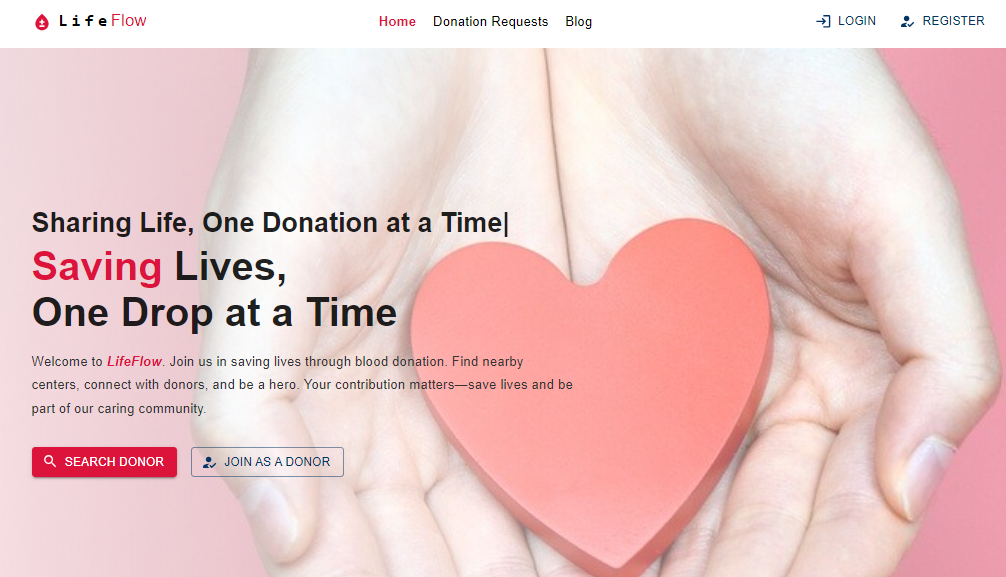 LifeFlow
Home Donation Requests Blog
LOGIN REGISTER
Sharing Life, One Donation at a Time|
Saving Lives,
One Drop at a Time
Welcome to LifeFlow. Join us in saving lives through blood donation. Find nearby
centers, connect with donors, and be a hero. Your contribution matters—save lives and be
part of our caring community.
SEARCH DONOR JOIN AS A DONOR